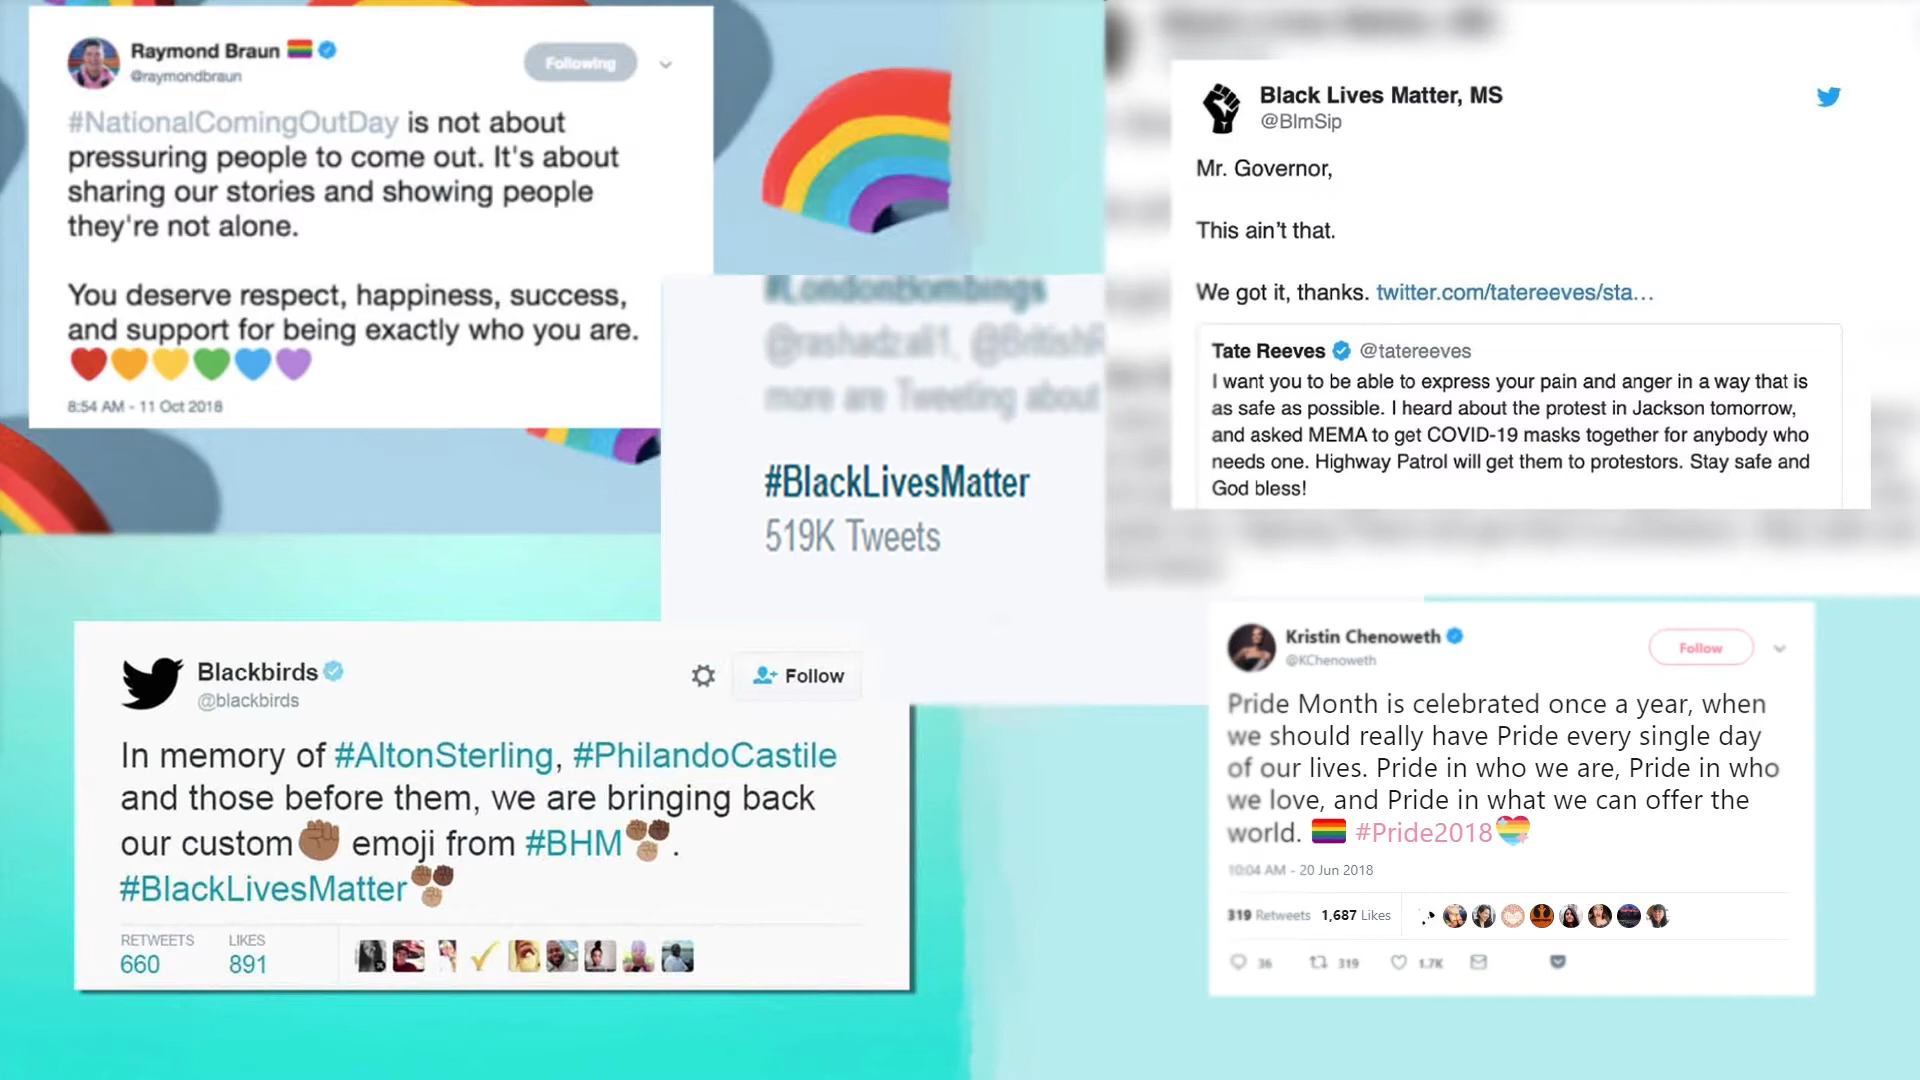 Raymond Braun
@raymondbraun
Following
#NationalComingOutDay is not about
pressuring people to come out. It's about
sharing our stories and showing people
they're not alone.
You deserve respect, happiness, success,
and support for being exactly who you are.
8:54 AM - 11 Oct 2018
#LondonBombings
@rashadzall1, @BritishR
more are Tweeting about
#BlackLivesMatter
519K Tweets
Black Lives Matter, MS
@BlmSip
Mr. Governor,
This ain't that.
We got it, thanks. twitter.com/tatereeves/sta…
Tate Reeves @tatereeves
I want you to be able to express your pain and anger in a way that is
as safe as possible. I heard about the protest in Jackson tomorrow,
and asked MEMA to get COVID-19 masks together for anybody who
needs one. Highway Patrol will get them to protestors. Stay safe and
God bless!
Blackbirds
@blackbirds
Follow
In memory of #AltonSterling, #PhilandoCastile
and those before them, we are bringing back
our custom ✊🏾 emoji from #BHM.
#BlackLivesMatter
RETWEETS LIKES
660 891
Kristin Chenoweth
@KChenoweth
Follow
Pride Month is celebrated once a year, when
we should really have Pride every single day
of our lives. Pride in who we are, Pride in who
we love, and Pride in what we can offer the
world. 🏳️‍🌈 #Pride2018
10:04 AM - 20 Jun 2018
319 Retweets 1,687 Likes
36 319 1.7K